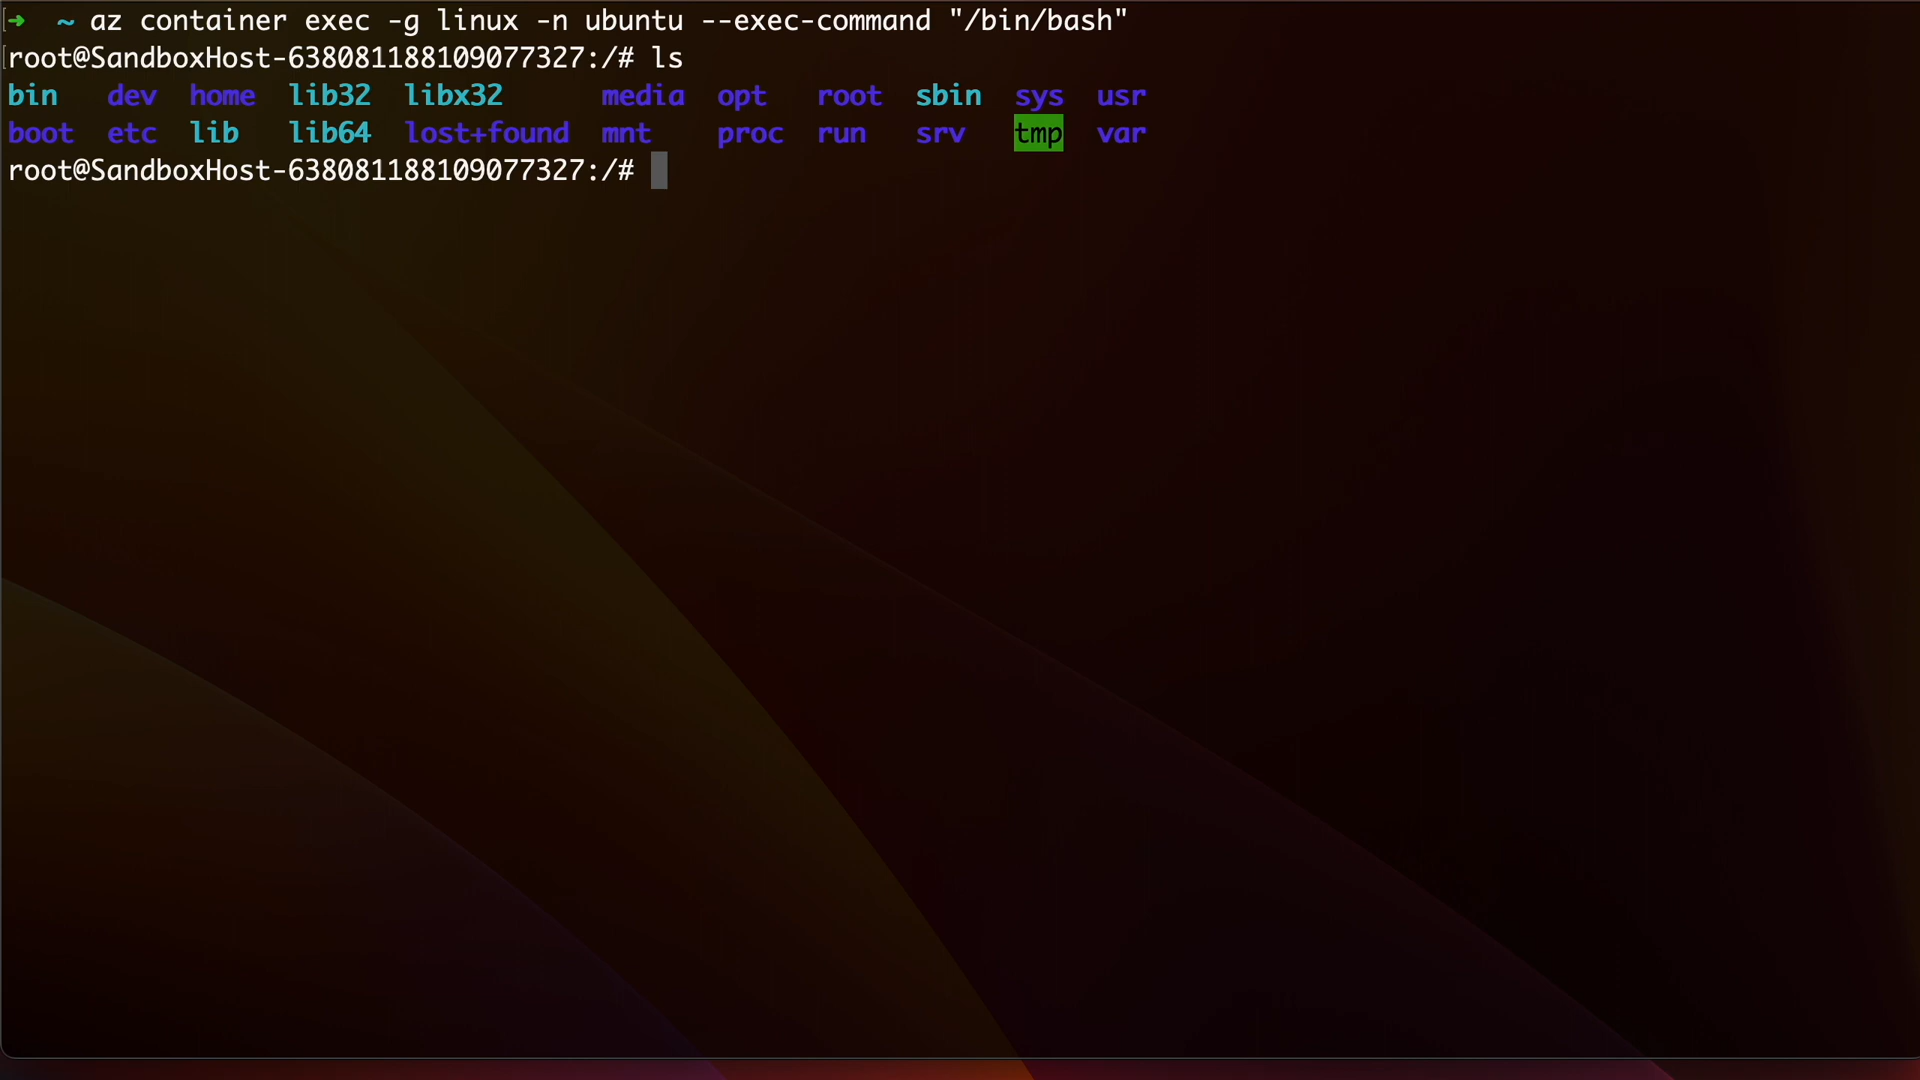 ➜  ~ az container exec -g linux -n ubuntu --exec-command "/bin/bash"
root@SandboxHost-638081188109077327:/# ls
bin   dev  home  lib32  libx32      media  opt   root  sbin  sys  usr
boot  etc  lib   lib64  lost+found  mnt    proc  run   srv   tmp  var
root@SandboxHost-638081188109077327:/#